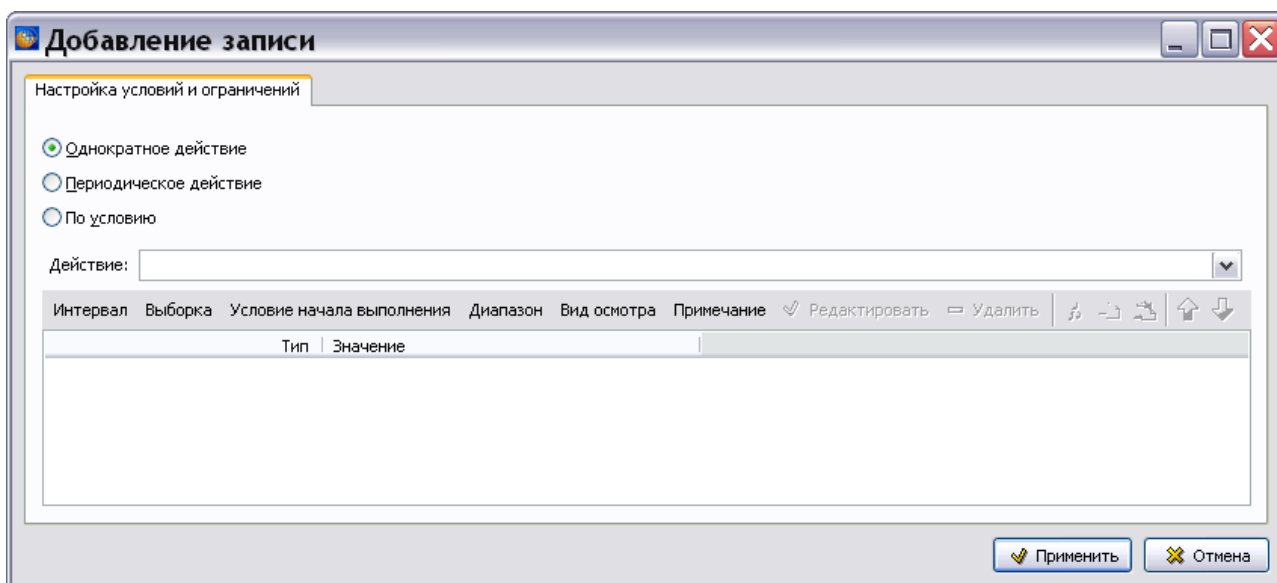 Добавление записи
Настройка условий и ограничений
Однократное действие
Периодическое действие
По условию
Действие:
Интервал Выборка Условие начала выполнения Диапазон Вид осмотра Примечание Редактировать Удалить
Тип Значение
Применить Отмена